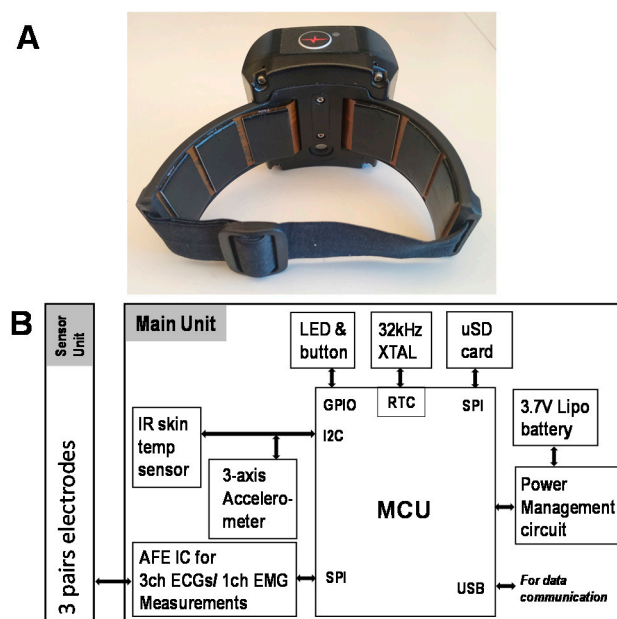 A
B
Sensor
Unit
3 pairs electrodes
Main Unit
LED &
button
32kHz
XTAL
uSD
card
GPIO
RTC
SPI
I2C
IR skin
temp
sensor
3-axis
Accelero-
meter
MCU
3.7V Lipo
battery
Power
Management
circuit
AFE IC for
3ch ECGs/ 1ch EMG
Measurements
SPI
USB
For data
communication